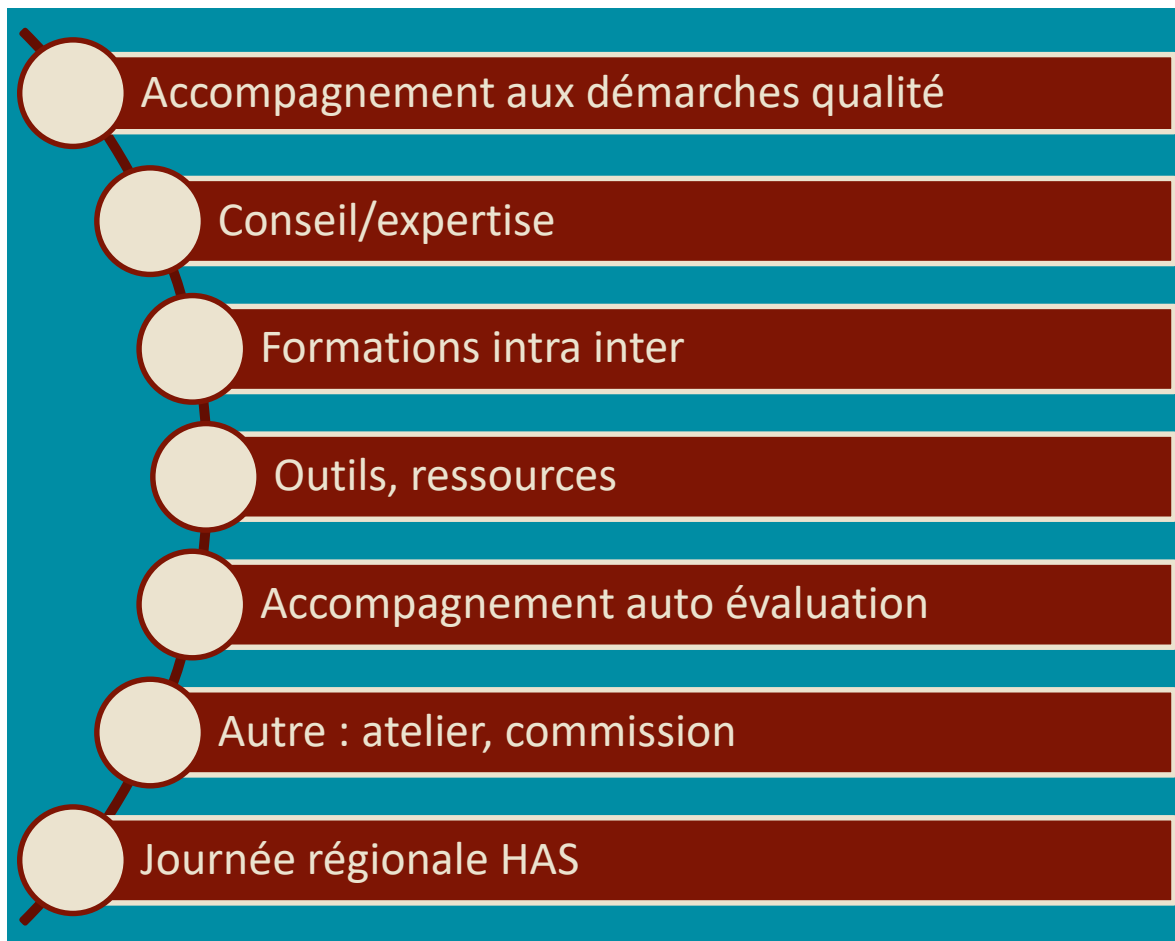 Accompagnement aux démarches qualité
Conseil/expertise
Formations intra inter
Outils, ressources
Accompagnement auto évaluation
Autre : atelier, commission
Journée régionale HAS